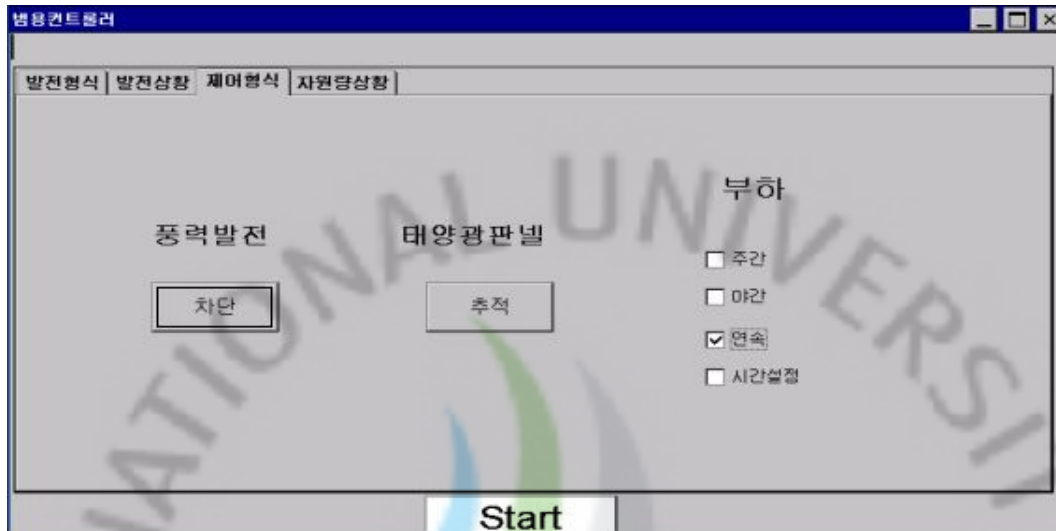 범용컨트롤러
발전형식 발전상황 제어형식 자원량상황
부하
풍력발전 태양광판넬
주간
차단 추적
야간
연속
시간설정
NATIONAL UNIVERSI
Start